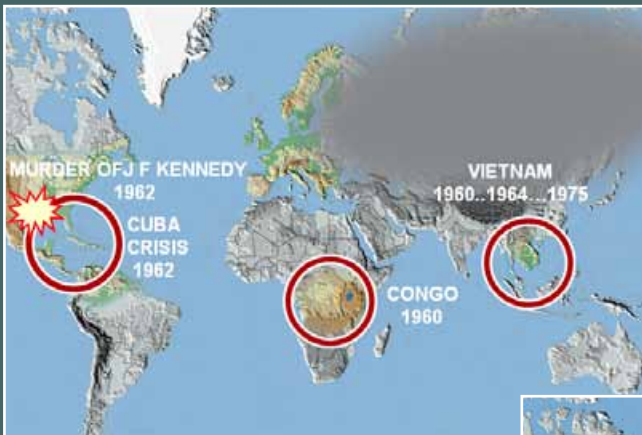 MURDER OFJ F KENNEDY
1962
CUBA
CRISIS
1962
VIETNAM
1960..1964...1975
CONGO
1960